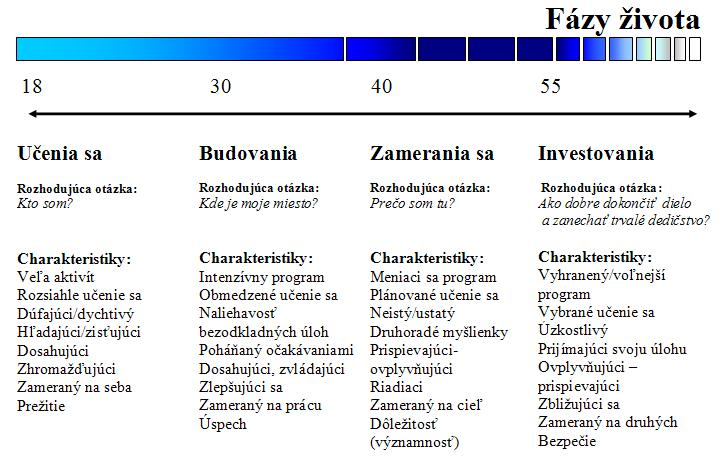 Fázy života
18
30
40
55
Učenia sa
Rozhodujúca otázka:
Kto som?
Charakteristiky:
Veľa aktivít
Rozsiahle učenie sa
Dúfajúci/dychtivý
Hľadajúci/zisťujúci
Dosahujúci
Zhromažďujúci
Zameraný na seba
Prežitie
Budovania
Rozhodujúca otázka:
Kde je moje miesto?
Charakteristiky:
Intenzívny program
Obmedzené učenie sa
Naliehavosť
bezodkladných úloh
Poháňaný očakávaniami
Dosahujúci, zvládajúci
Zlepšujúci sa
Zameraný na prácu
Úspech
Zamerania sa
Rozhodujúca otázka:
Prečo som tu?
Charakteristiky:
Meniaci sa program
Plánované učenie sa
Neistý/ustatý
Druhoradé myšlienky
Prispievajúci-
ovplyvňujúci
Riadiaci
Zameraný na cieľ
Dôležitosť
(významnosť)
Investovania
Rozhodujúca otázka:
Ako dobre dokončiť dielo
a zanechať trvalé dedičstvo?
Charakteristiky:
Vyhranený/voľnejší
program
Vybrané učenie sa
Úzkostlivý
Prijímajúci svoju úlohu
Ovplyvňujúci –
prispievajúci
Zbližujúci sa
Zameraný na druhých
Bezpečie